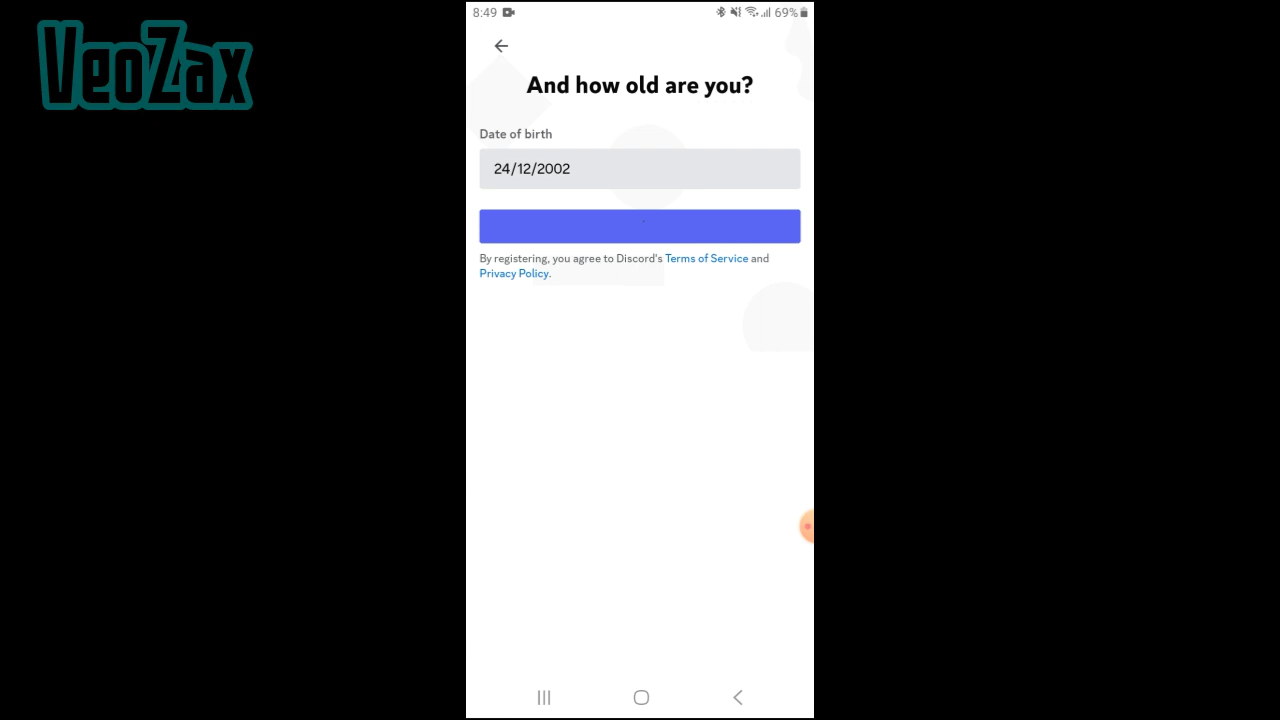 VeoZax
8:49
69%
And how old are you?
Date of birth
24/12/2002
By registering, you agree to Discord's Terms of Service and
Privacy Policy.